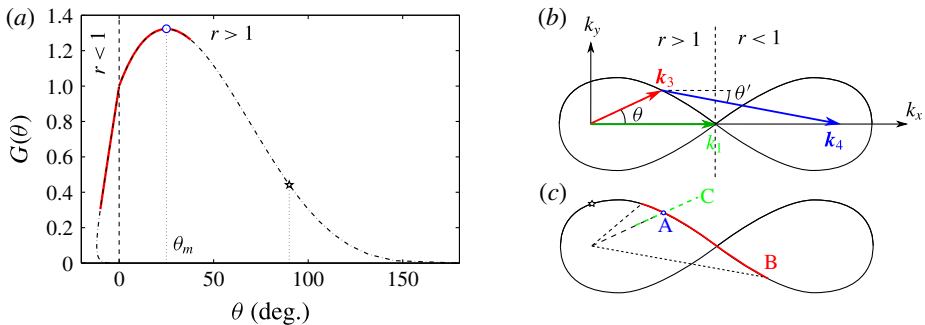 (a)
1.4
1.2
1.0
0.8
0.6
0.4
0.2
0
G(θ)
r < 1
r > 1
θm
0
50
100
150
θ (deg.)
(b)
ky
r > 1
r < 1
k3
θ′
θ
kx
k1
k4
(c)
C
A
B